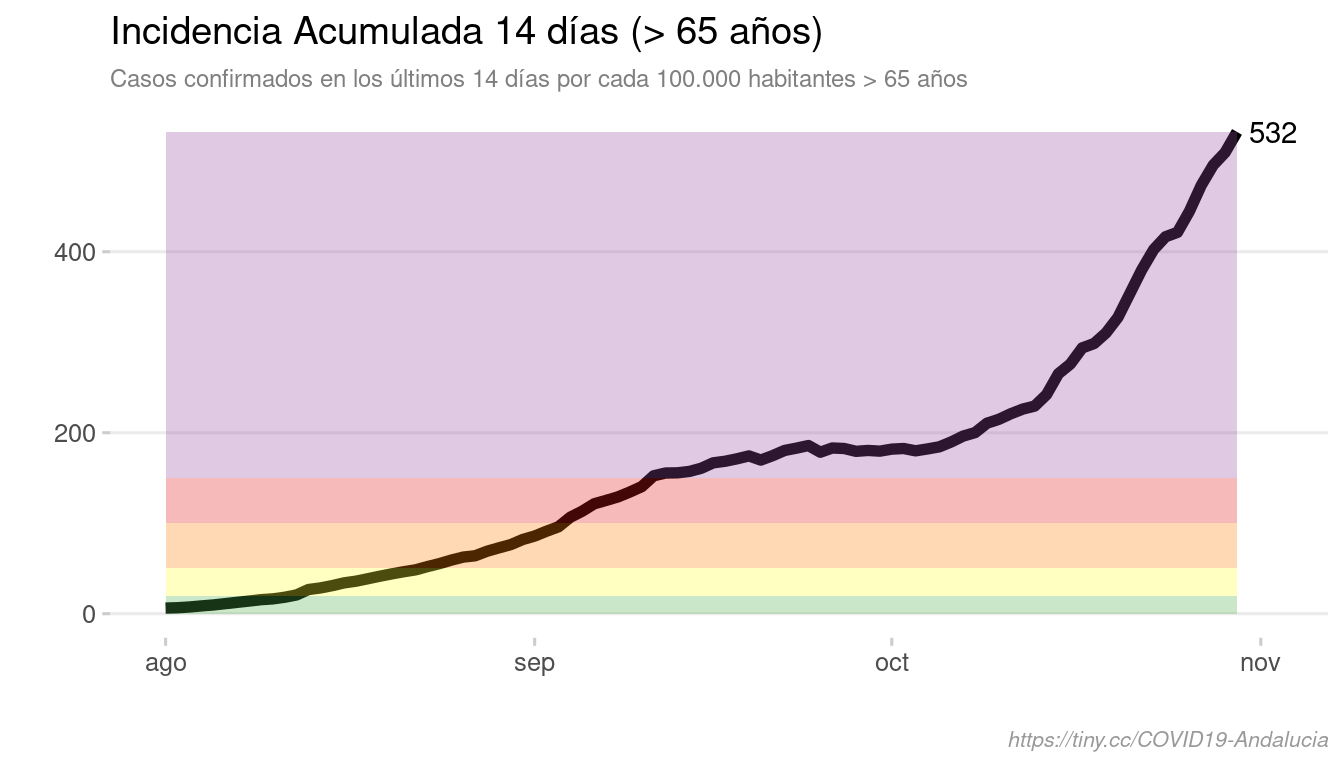 Incidencia Acumulada 14 días (> 65 años)
Casos confirmados en los últimos 14 días por cada 100.000 habitantes > 65 años
532
400
200
0
ago sep oct nov
https://tiny.cc/COVID19-Andalucia